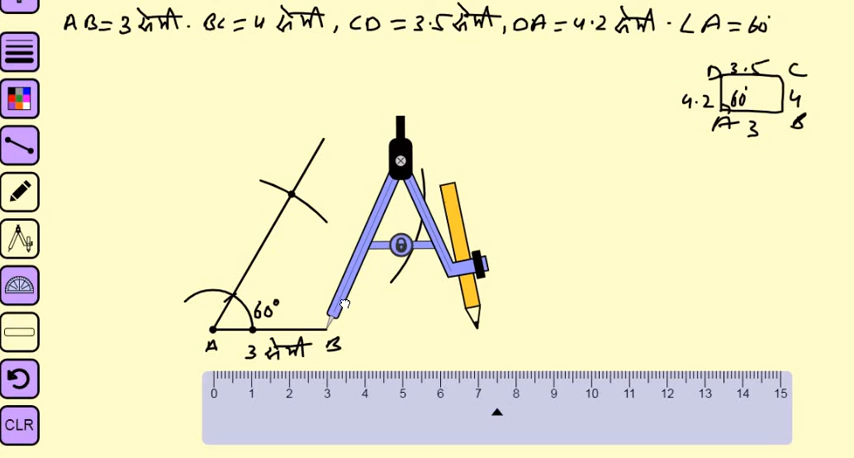 AB=3 সেমি. BC=4 সেমি, CD=3.5 সেমি, DA=4.2 সেমি. ∠A=60°
D 3.5 C
4.2 60° 4
A 3 B
60°
A 3 সেমি B
0 1 2 3 4 5 6 7 8 9 10 11 12 13 14 15
CLR